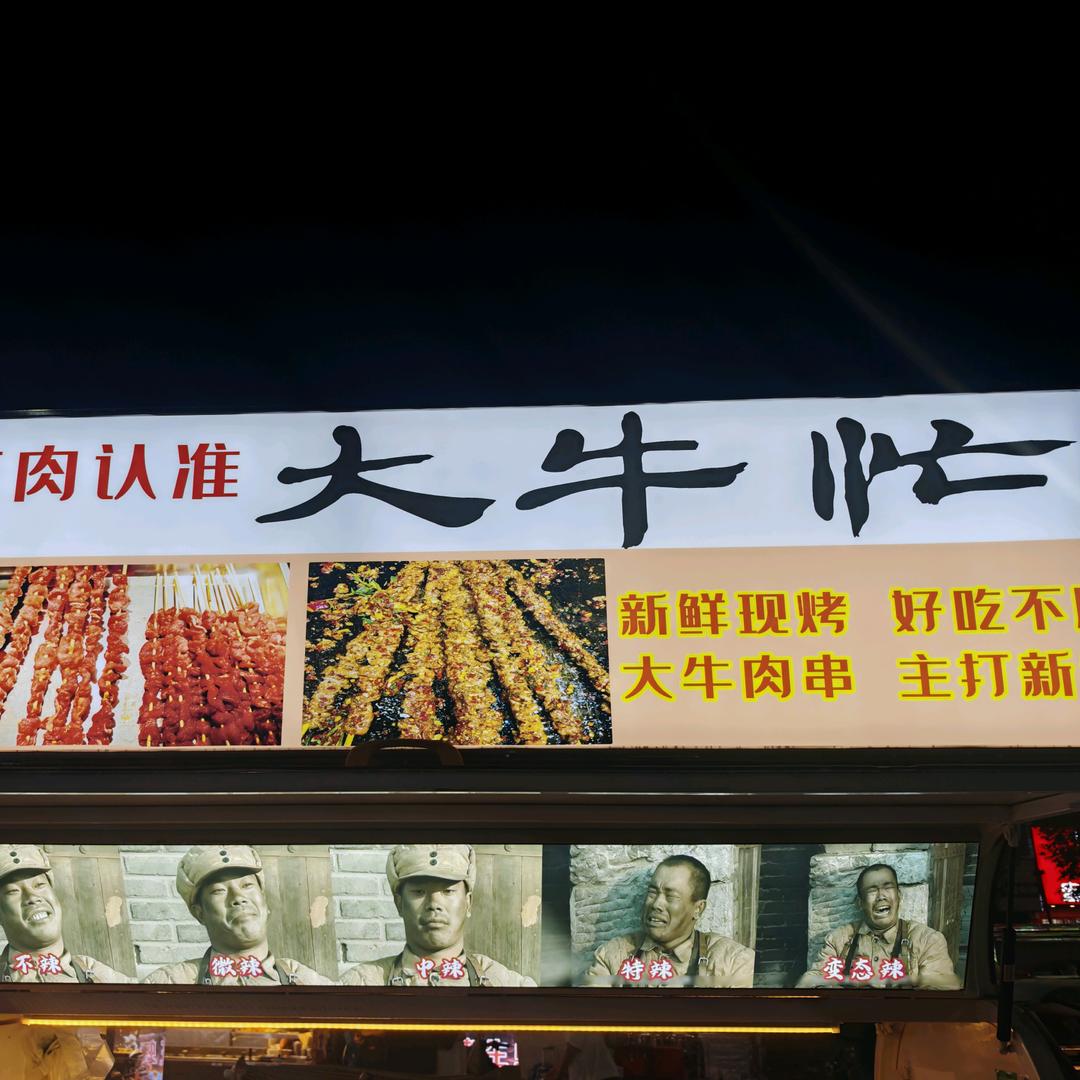 肉认准 大牛忙
新鲜现烤 好吃不
大牛肉串 主打新
不辣 微辣 中辣 特辣 变态辣